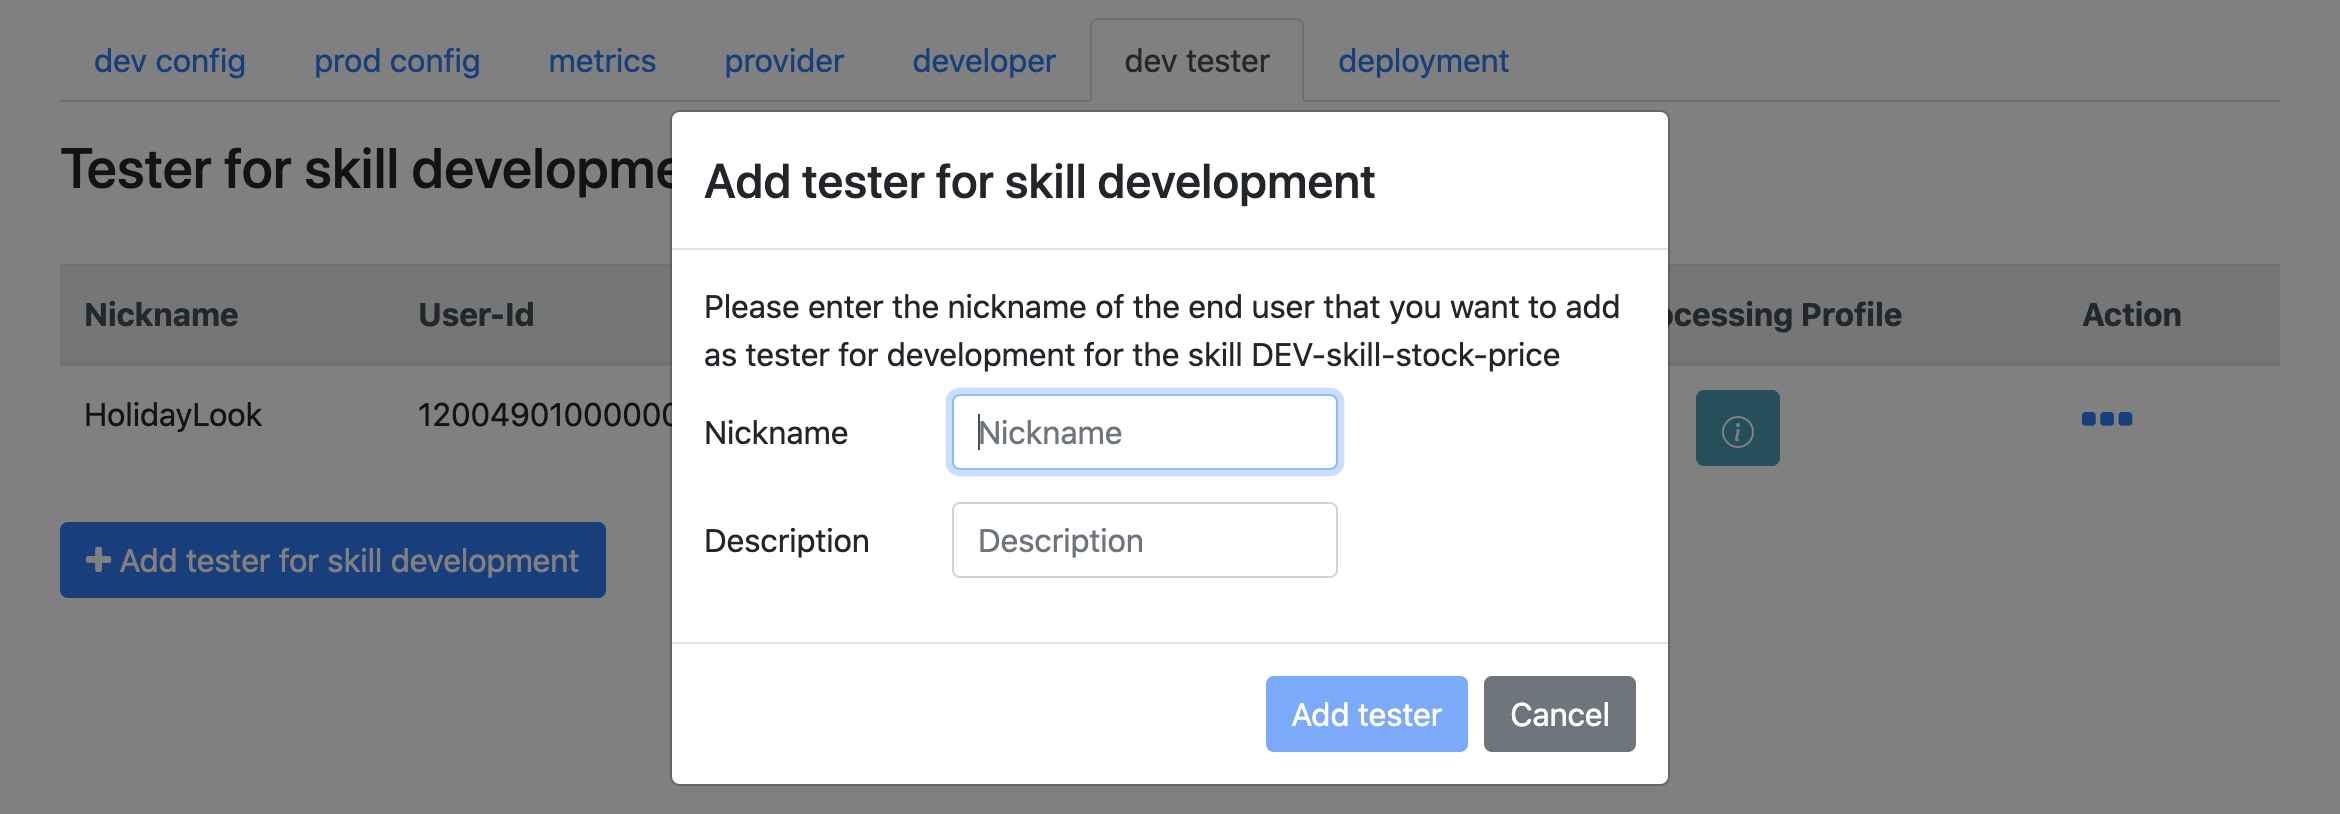 dev config prod config metrics provider developer dev tester deployment
Tester for skill
Add tester for skill development
Please enter the nickname of the end user that you want to add
as tester for development for the skill DEV-skill-stock-price
Nickname User-Id Profile Action
HolidayLook
Nickname Nickname
Description Description
Add tester for skill development
Add tester Cancel